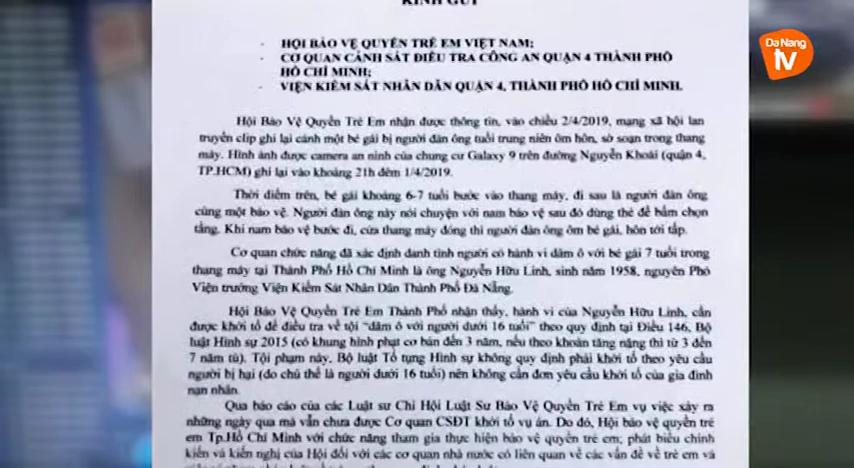 KÍNH GỬI
- HỘI BẢO VỆ QUYỀN TRẺ EM VIỆT NAM;
- CƠ QUAN CẢNH SÁT ĐIỀU TRA CÔNG AN QUẬN 4 THÀNH PHỐ
HỒ CHÍ MINH;
- VIỆN KIỂM SÁT NHÂN DÂN QUẬN 4, THÀNH PHỐ HỒ CHÍ MINH.
Da Nang
tv
Hội Bảo Vệ Quyền Trẻ Em nhận được thông tin, vào chiều 2/4/2019, mạng xã hội lan
truyền clip ghi lại cảnh một bé gái bị người đàn ông tuổi trung niên ôm hôn, sờ soạn trong thang
máy. Hình ảnh được camera an ninh của chung cư Galaxy 9 trên đường Nguyễn Khoái (quận 4,
TP.HCM) ghi lại vào khoảng 21h đêm 1/4/2019.
Thời điểm trên, bé gái khoảng 6-7 tuổi bước vào thang máy, đi sau là người đàn ông
cùng một bảo vệ. Người đàn ông này nói chuyện với nam bảo vệ sau đó dùng thẻ để bấm chọn
tầng. Khi nam bảo vệ bước đi, cửa thang máy đóng thì người đàn ông ôm bé gái, hôn tới tấp.
Cơ quan chức năng đã xác định danh tính người có hành vi dâm ô với bé gái 7 tuổi trong
thang máy tại Thành Phố Hồ Chí Minh là ông Nguyễn Hữu Linh, sinh năm 1958, nguyên Phó
Viện trưởng Viện Kiểm Sát Nhân Dân Thành Phố Đà Nẵng.
Hội Bảo Vệ Quyền Trẻ Em Thành Phố nhận thấy, hành vi của Nguyễn Hữu Linh, cần
được khởi tố để điều tra về tội "dâm ô với người dưới 16 tuổi" theo quy định tại Điều 146, Bộ
luật Hình sự 2015 (có khung hình phạt cơ bản đến 3 năm, nếu theo khoản tăng nặng thì từ 3 đến
7 năm tù). Tội phạm này, Bộ luật Tố tụng Hình sự không quy định phải khởi tố theo yêu cầu
người bị hại (do chủ thể là người dưới 16 tuổi) nên không cần đơn yêu cầu khởi tố của gia đình
nạn nhân.
Qua báo cáo của các Luật sư Chi Hội Luật Sư Bảo Vệ Quyền Trẻ Em vụ việc xảy ra
những ngày qua mà vẫn chưa được Cơ quan CSĐT khởi tố vụ án. Do đó, Hội bảo vệ quyền trẻ
em Tp.Hồ Chí Minh với chức năng tham gia thực hiện bảo vệ quyền trẻ em; phát biểu chính
kiến và kiến nghị của Hội đối với các cơ quan nhà nước có liên quan về các vấn đề về trẻ em và